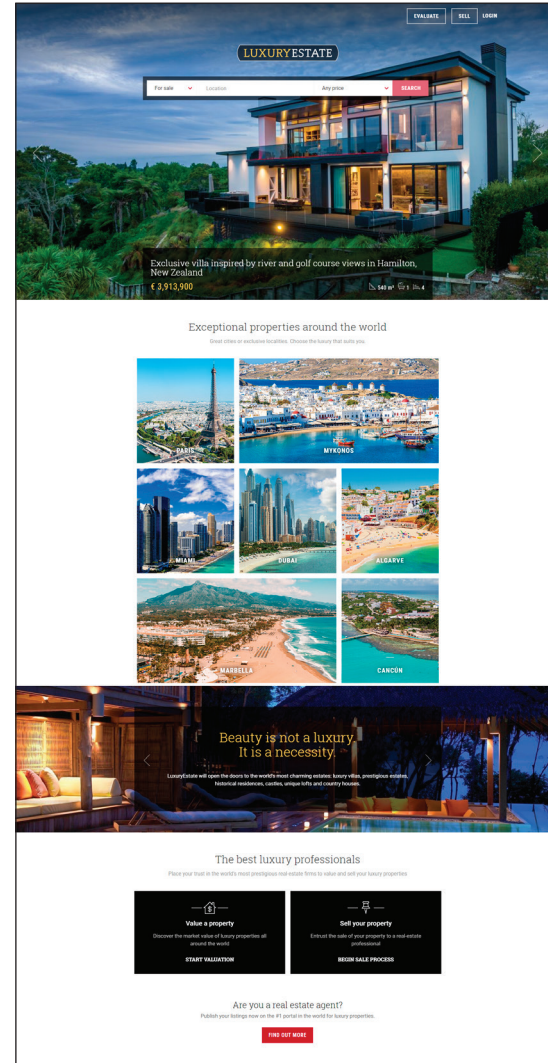 EVALUATE SELL LOGIN
LUXURYESTATE
For sale Location Any price SEARCH
Exclusive villa inspired by river and golf course views in Hamilton,
New Zealand
€ 3,913,900 540 m² 1 4
Exceptional properties around the world
Great cities or exclusive localities. Choose the luxury that suits you.
PARIS MYKONOS
MIAMI DUBAI ALGARVE
MARBELLA CANCÚN
Beauty is not a luxury.
It is a necessity.
LuxuryEstate will open the doors to the world's most charming estates: luxury villas, prestigious estates,
historical residences, castles, unique lofts and country houses.
The best luxury professionals
Place your trust in the world's most prestigious real-estate firms to value and sell your luxury properties
Value a property
Discover the market value of luxury properties all
around the world
START VALUATION
Sell your property
Entrust the sale of your property to a real-estate
professional
BEGIN SALE PROCESS
Are you a real estate agent?
Publish your listings now on the #1 portal in the world for luxury properties.
FIND OUT MORE